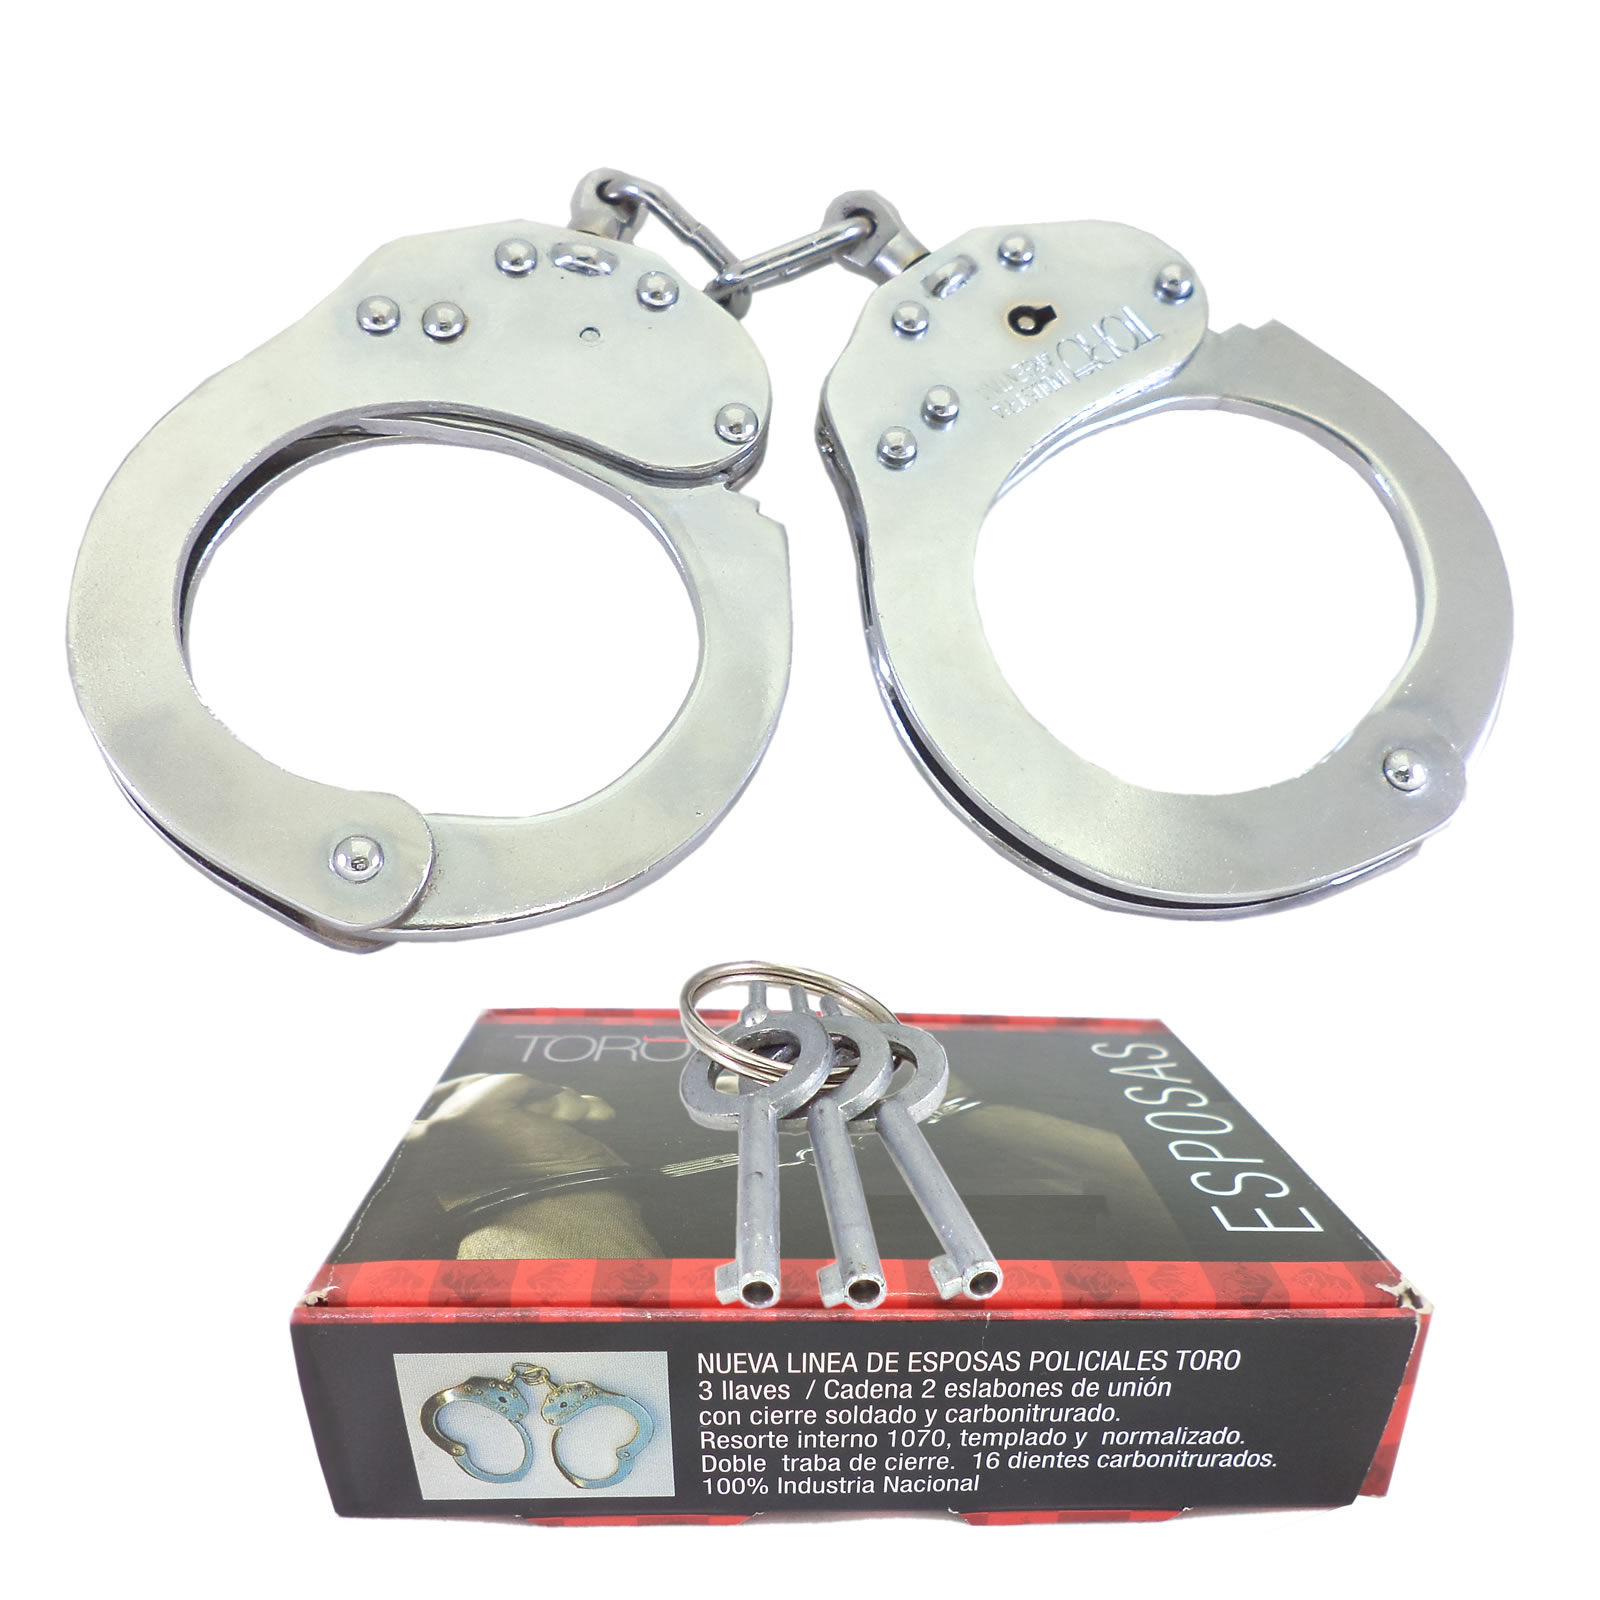 TORO
INDUSTRIA
ARGENTINA
TORO
ESPOSAS
NUEVA LINEA DE ESPOSAS POLICIALES TORO
3 llaves / Cadena 2 eslabones de unión
con cierre soldado y carbonitrurado.
Resorte interno 1070, templado y normalizado.
Doble traba de cierre. 16 dientes carbonitrurados.
100% Industria Nacional